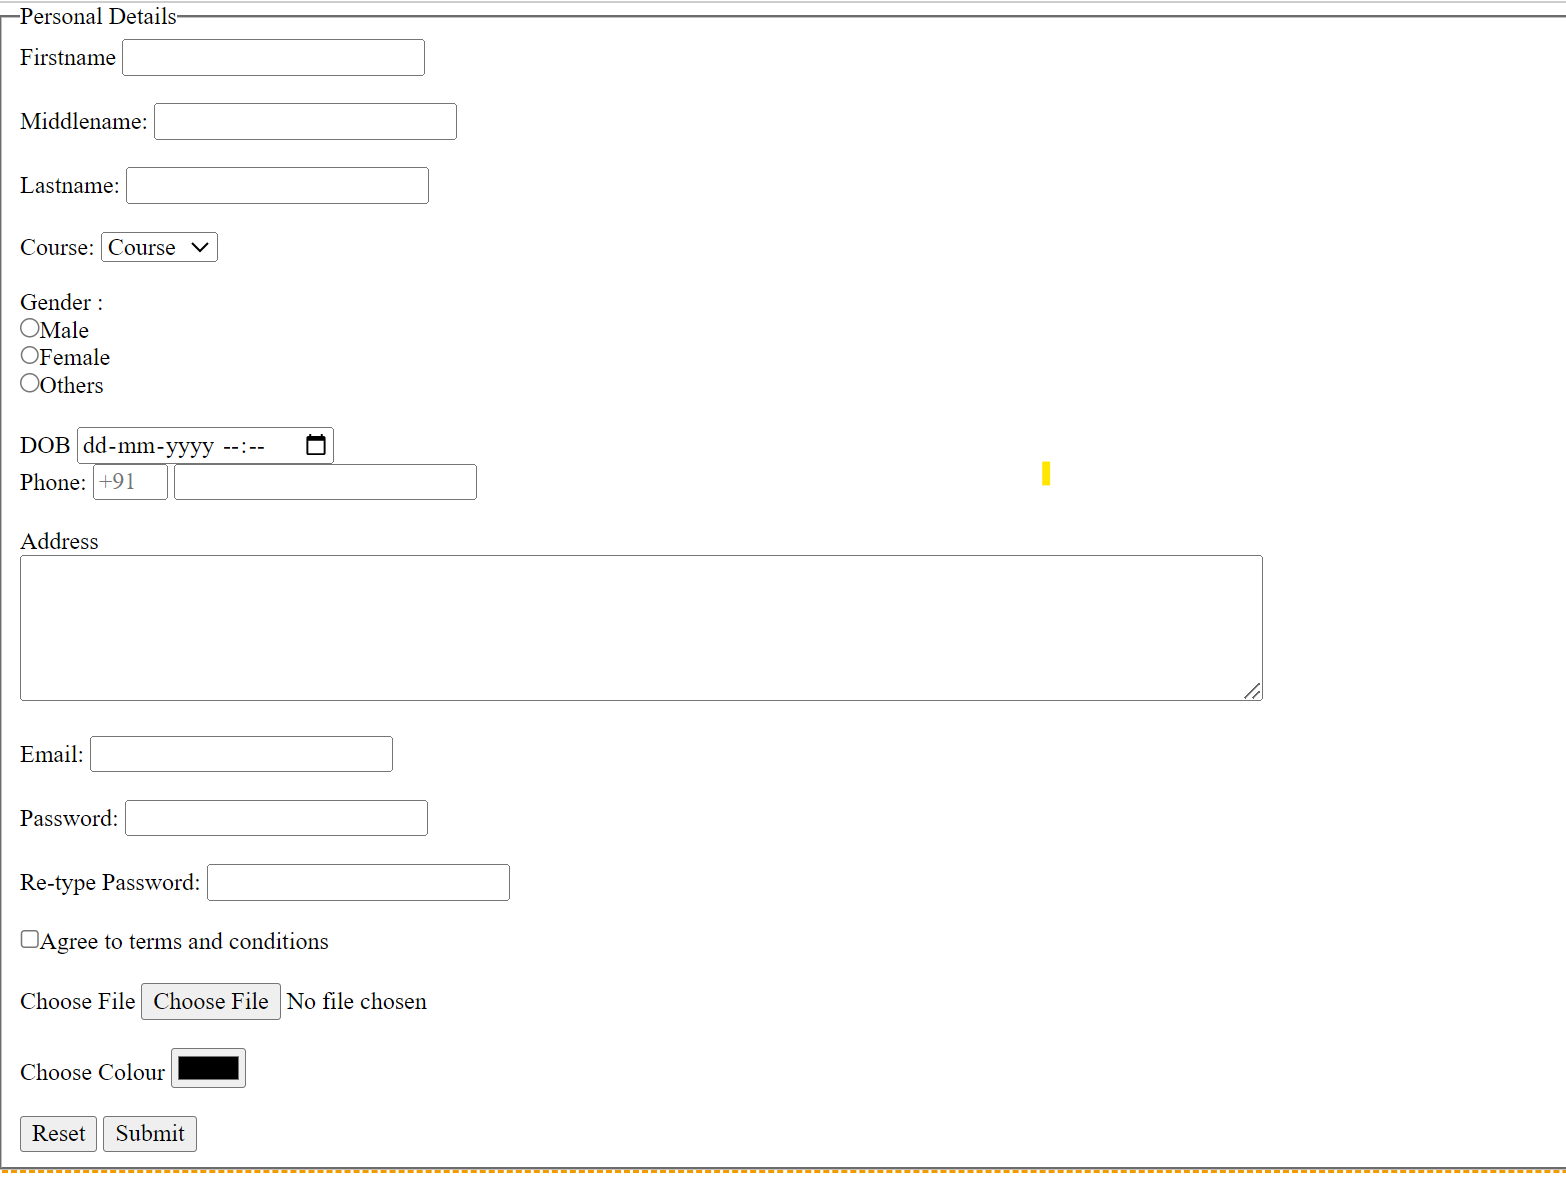 Personal Details
Firstname
Middlename:
Lastname:
Course: Course
Gender :
Male
Female
Others
DOB dd-mm-yyyy --:--
Phone: +91
Address
Email:
Password:
Re-type Password:
Agree to terms and conditions
Choose File Choose File No file chosen
Choose Colour
Reset Submit